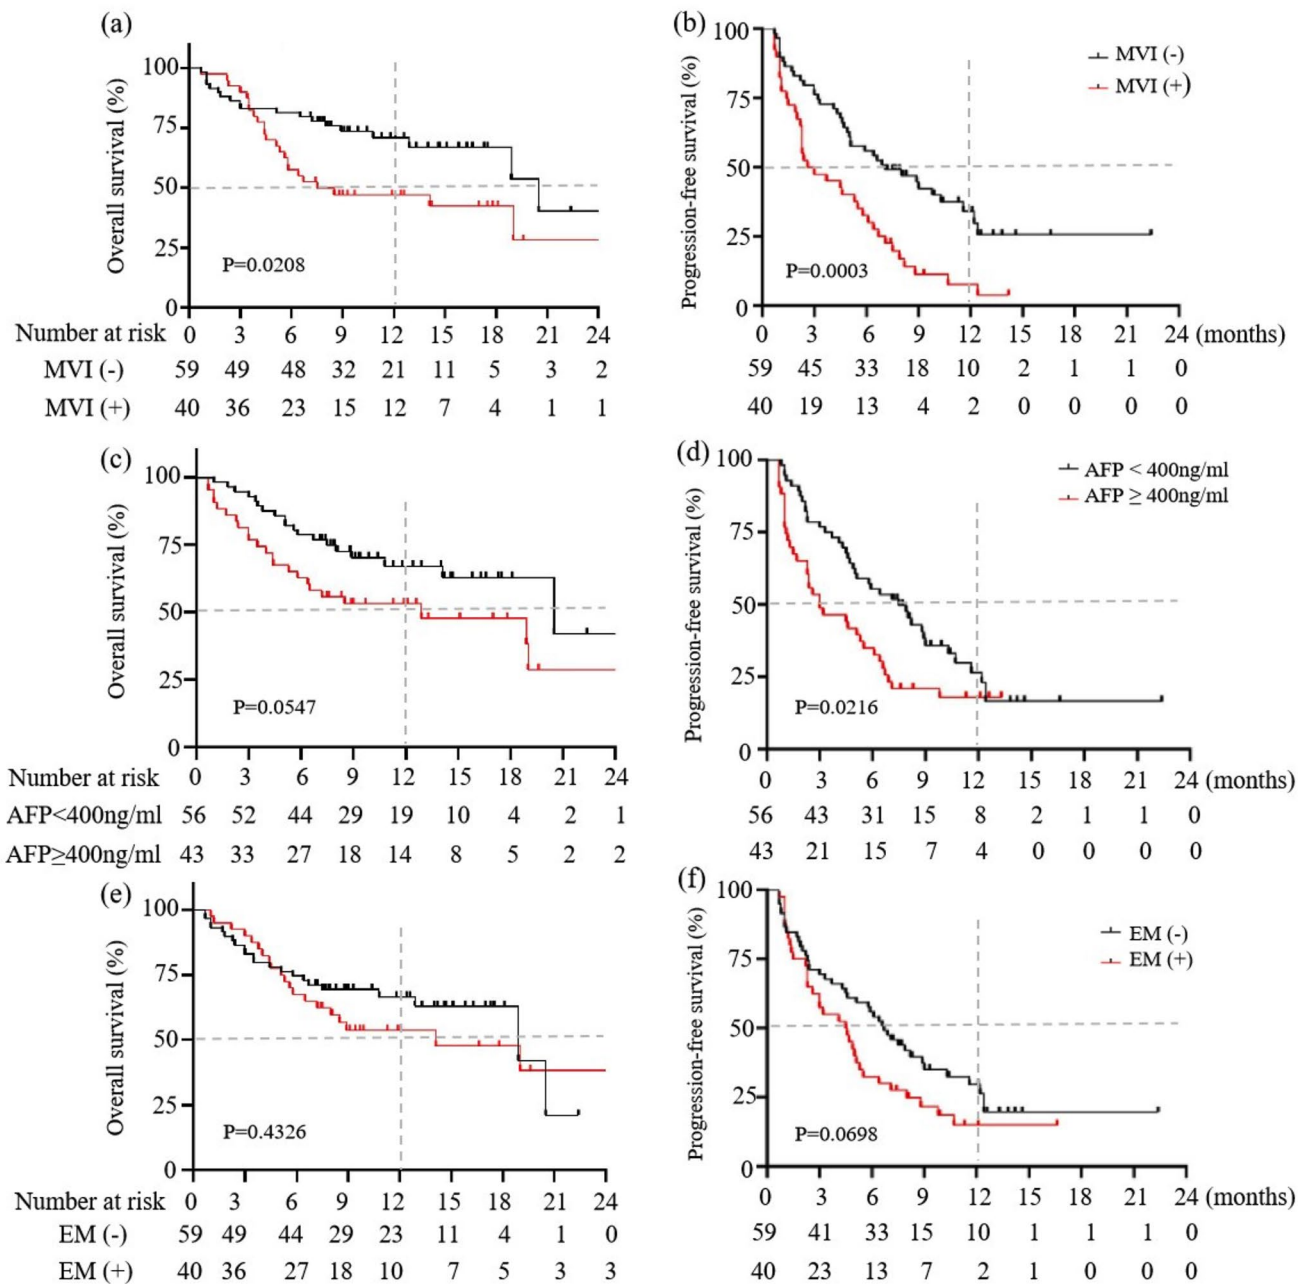 (a)
Overall survival (%)
100
75
50
25
0
P=0.0208
0 3 6 9 12 15 18 21 24
Number at risk
MVI (-) 59 49 48 32 21 11 5 3 2
MVI (+) 40 36 23 15 12 7 4 1 1
(b)
Progression-free survival (%)
100
75
50
25
0
MVI (-)
MVI (+)
P=0.0003
0 3 6 9 12 15 18 21 24 (months)
59 45 33 18 10 2 1 1 0
40 19 13 4 2 0 0 0 0
(c)
Overall survival (%)
100
75
50
25
0
P=0.0547
0 3 6 9 12 15 18 21 24
Number at risk
AFP<400ng/ml 56 52 44 29 19 10 4 2 1
AFP≥400ng/ml 43 33 27 18 14 8 5 2 2
(d)
Progression-free survival (%)
100
75
50
25
0
AFP < 400ng/ml
AFP ≥ 400ng/ml
P=0.0216
0 3 6 9 12 15 18 21 24 (months)
56 43 31 15 8 2 1 1 0
43 21 15 7 4 0 0 0 0
(e)
Overall survival (%)
100
75
50
25
0
P=0.4326
0 3 6 9 12 15 18 21 24
Number at risk
EM (-) 59 49 44 29 23 11 4 1 0
EM (+) 40 36 27 18 10 7 5 3 3
(f)
Progression-free survival (%)
100
75
50
25
0
EM (-)
EM (+)
P=0.0698
0 3 6 9 12 15 18 21 24 (months)
59 41 33 15 10 1 1 1 0
40 23 13 7 2 1 0 0 0